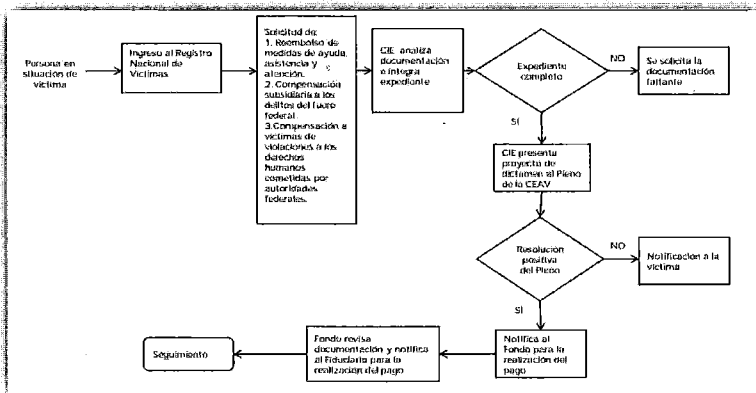 Persona en
situación de
víctima
Ingreso al Registro
Nacional de
Víctimas
Solicitud de:
1. Reembolso de
medidas de ayuda,
asistencia y
atención.
2. Compensación
subsidiaria a los
delitos del fuero
federal.
3.Compensación a
víctimas de
violaciones a los
derechos
humanos
cometidas por
autoridades
federales.
CIE analiza
documentación
e integra
expediente
Expediente
completo
NO
Se solicita la
documentación
faltante
SÍ
CIE presenta
proyecto de
dictamen al Pleno
de la CEAV
Resolución
positiva
del Pleno
NO
Notificación a la
víctima
SÍ
Notifica al
Fondo para la
realización del
pago
Fondo revisa
documentación y notifica
al Fiduciario para la
realización del pago
Seguimiento